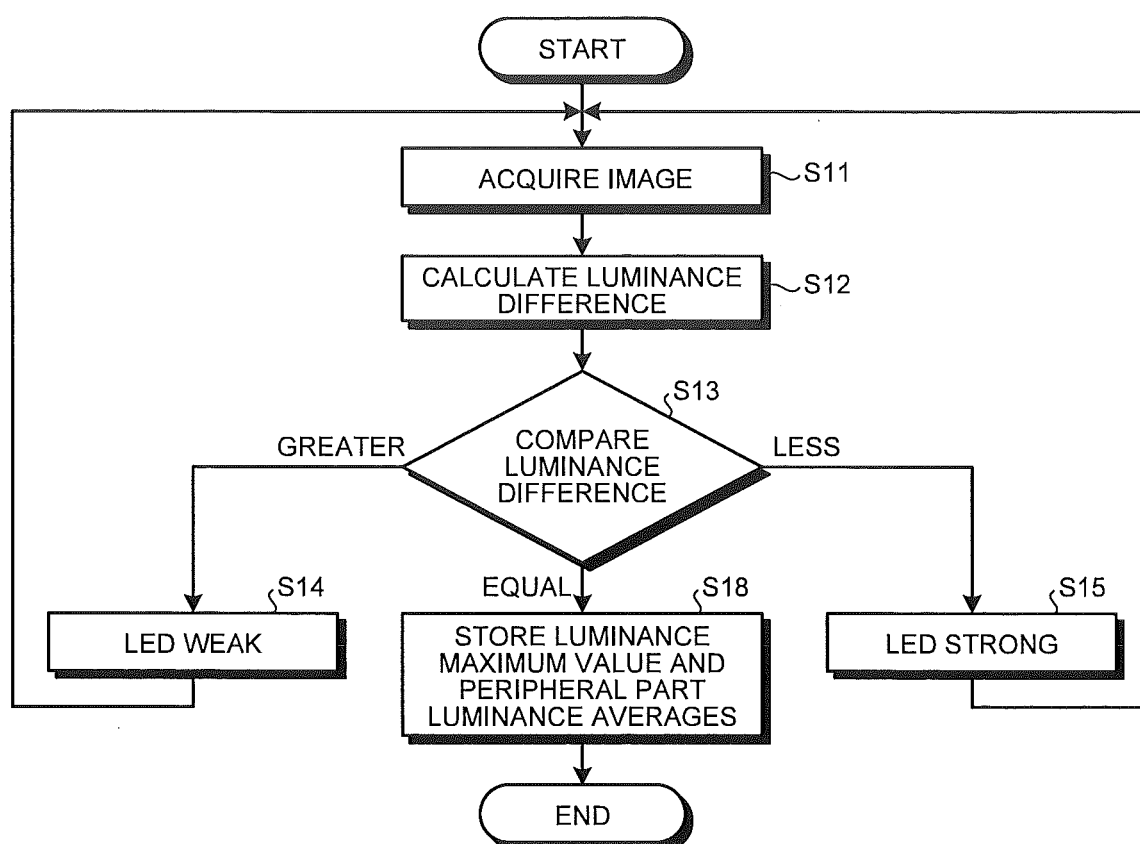 START
ACQUIRE IMAGE
S11
CALCULATE LUMINANCE
DIFFERENCE
S12
S13
COMPARE
LUMINANCE
DIFFERENCE
GREATER
LESS
EQUAL
S14
LED WEAK
S18
STORE LUMINANCE
MAXIMUM VALUE AND
PERIPHERAL PART
LUMINANCE AVERAGES
S15
LED STRONG
END